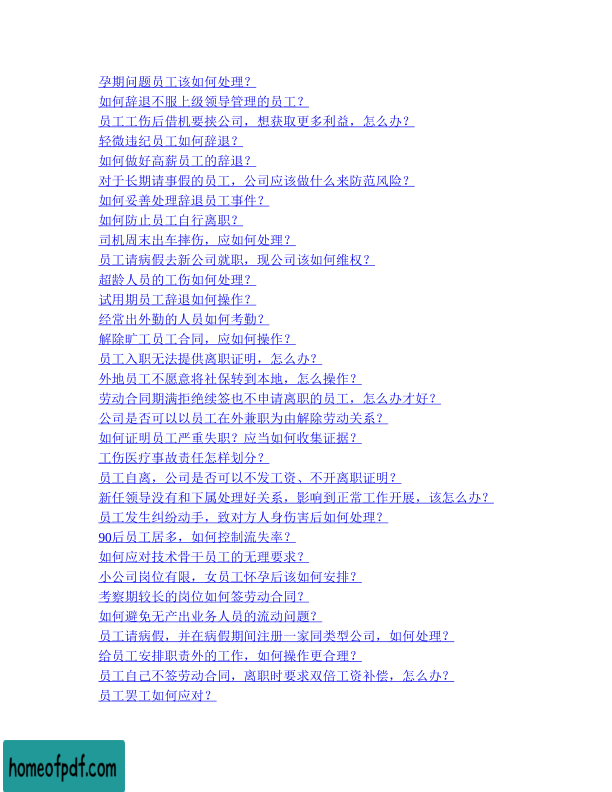 孕期问题员工该如何处理？
如何辞退不服上级领导管理的员工？
员工工伤后借机要挟公司，想获取更多利益，怎么办？
轻微违纪员工如何辞退？
如何做好高薪员工的辞退？
对于长期请事假的员工，公司应该做什么来防范风险？
如何妥善处理辞退员工事件？
如何防止员工自行离职？
司机周末出车摔伤，应如何处理？
员工请病假去新公司就职，现公司该如何维权？
超龄人员的工伤如何处理？
试用期员工辞退如何操作？
经常出外勤的人员如何考勤？
解除旷工员工合同，应如何操作？
员工入职无法提供离职证明，怎么办？
外地员工不愿意将社保转到本地，怎么操作？
劳动合同期满拒绝续签也不申请离职的员工，怎么办才好？
公司是否可以以员工在外兼职为由解除劳动关系？
如何证明员工严重失职？应当如何收集证据？
工伤医疗事故责任怎样划分？
员工自离，公司是否可以不发工资、不开离职证明？
新任领导没有和下属处理好关系，影响到正常工作开展，该怎么办？
员工发生纠纷动手，致对方人身伤害后如何处理？
90后员工居多，如何控制流失率？
如何应对技术骨干员工的无理要求？
小公司岗位有限，女员工怀孕后该如何安排？
考察期较长的岗位如何签劳动合同？
如何避免无产出业务人员的流动问题？
员工请病假，并在病假期间注册一家同类型公司，如何处理？
给员工安排职责外的工作，如何操作更合理？
员工自己不签劳动合同，离职时要求双倍工资补偿，怎么办？
员工罢工如何应对？
homeofpdf.com